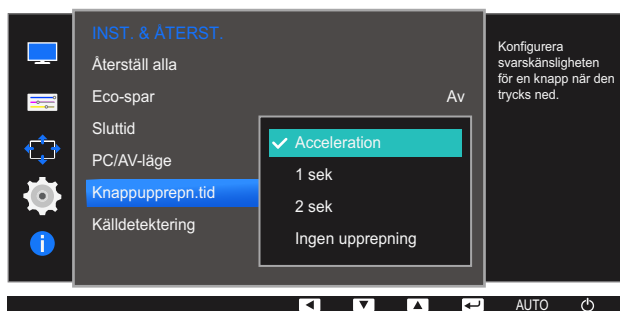 INST. & ÅTERST.
Återställ alla
Eco-spar Av
Sluttid
PC/AV-läge
Knappupprepn.tid
Källdetektering
Acceleration
1 sek
2 sek
Ingen upprepning
Konfigurera
svarskänsligheten
för en knapp när den
trycks ned.
AUTO